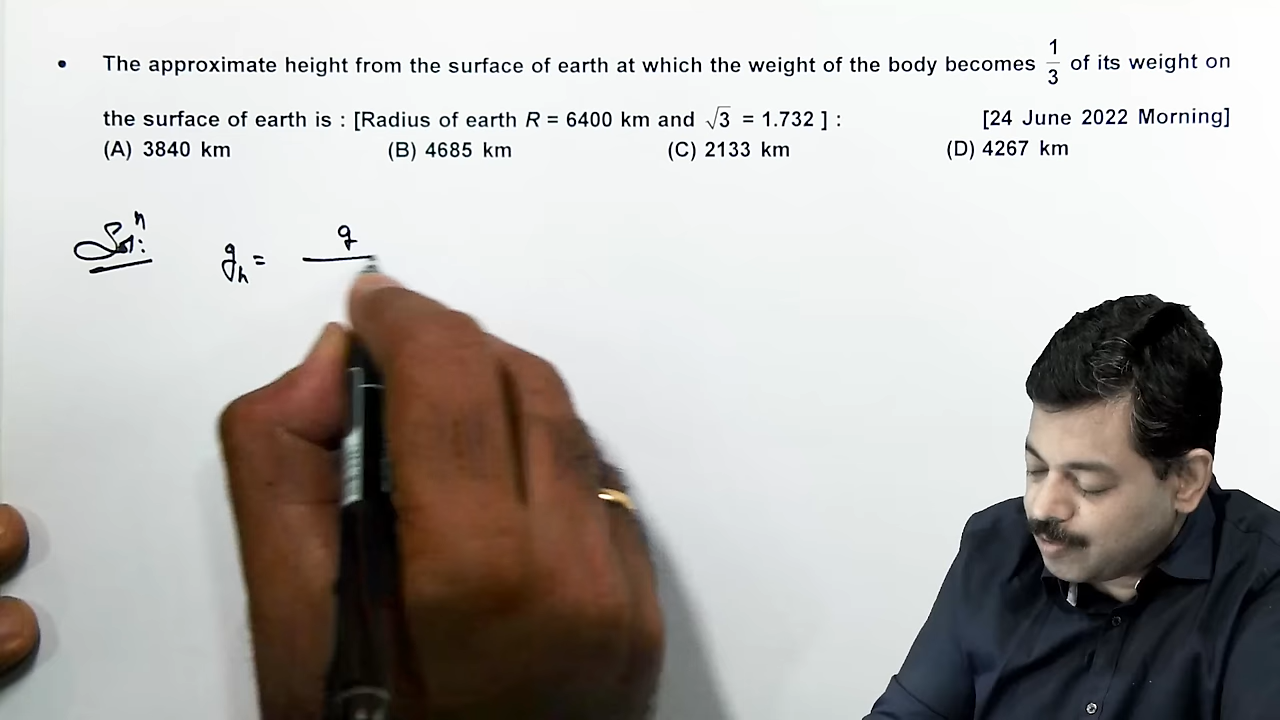 • The approximate height from the surface of earth at which the weight of the body becomes 1/3 of its weight on
the surface of earth is : [Radius of earth R = 6400 km and √3 = 1.732 ] : [24 June 2022 Morning]
(A) 3840 km (B) 4685 km (C) 2133 km (D) 4267 km
Solⁿ: g_h = g